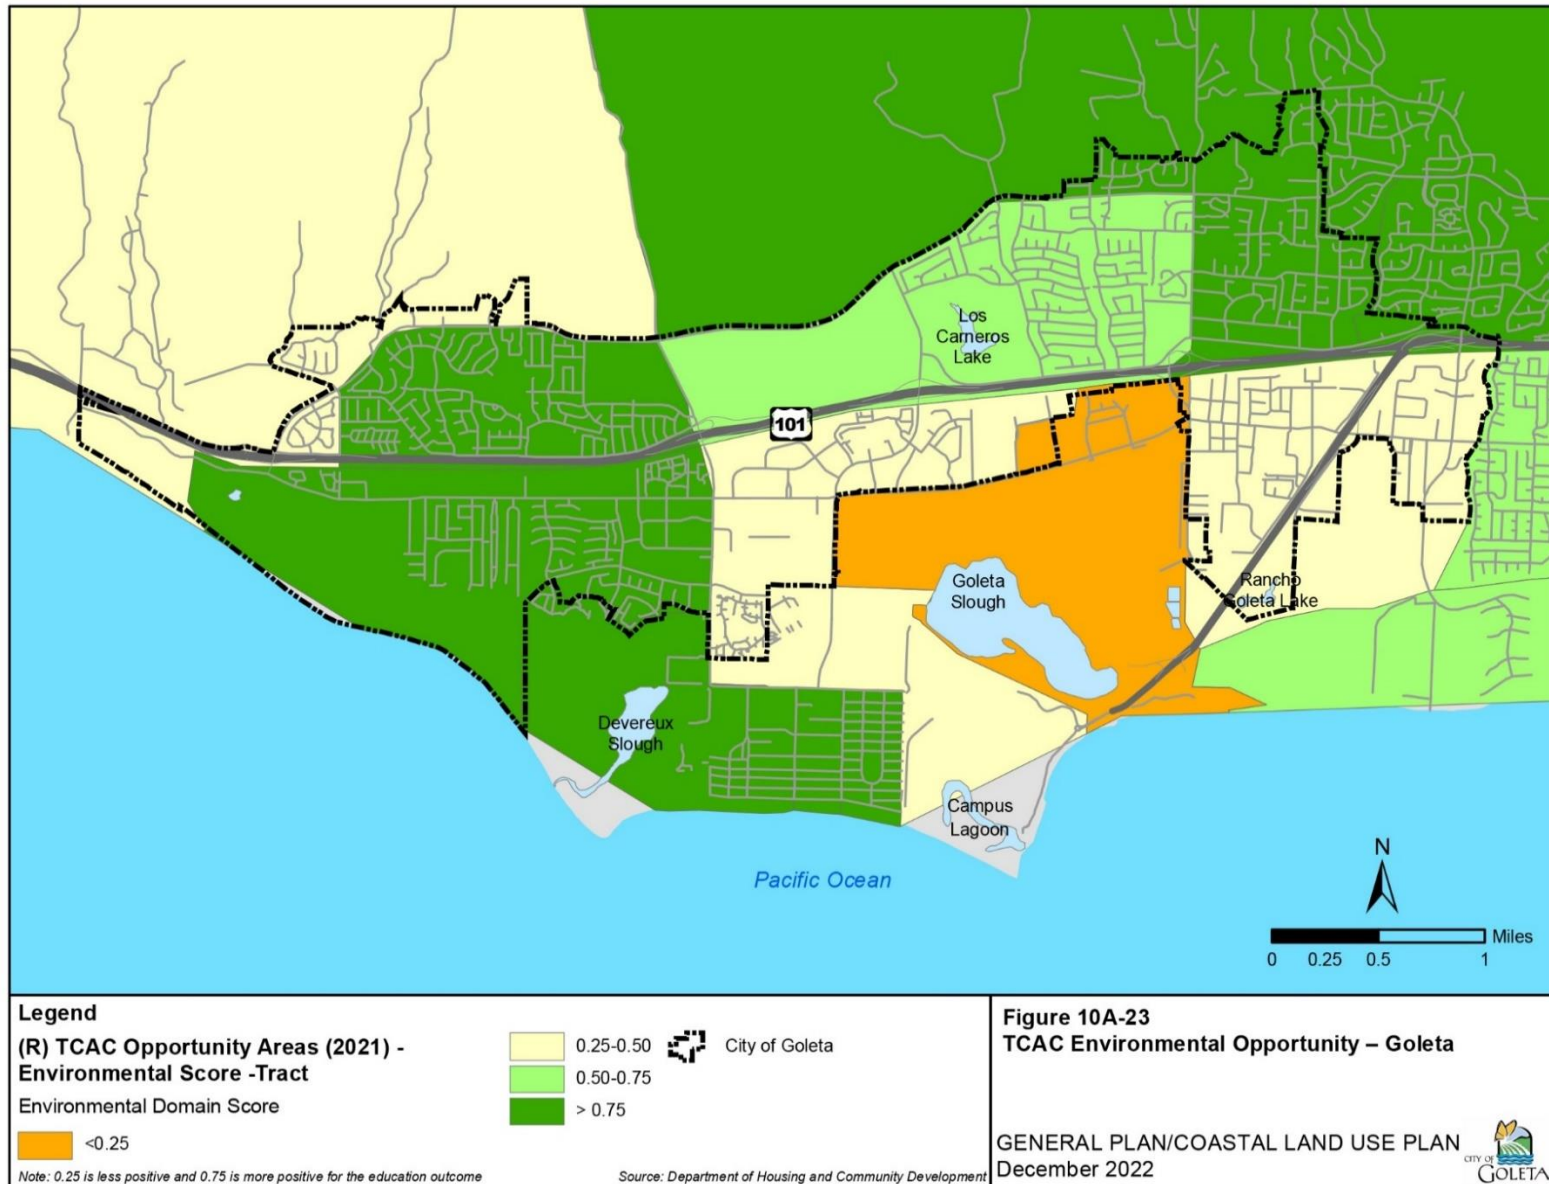 Los
Carneros
Lake
101
Goleta
Slough
Rancho
Goleta Lake
Devereux
Slough
Campus
Lagoon
Pacific Ocean
N
Miles
0 0.25 0.5 1
Legend
(R) TCAC Opportunity Areas (2021) -
Environmental Score -Tract
Environmental Domain Score
<0.25
0.25-0.50
0.50-0.75
> 0.75
City of Goleta
Note: 0.25 is less positive and 0.75 is more positive for the education outcome
Source: Department of Housing and Community Development
Figure 10A-23
TCAC Environmental Opportunity – Goleta
GENERAL PLAN/COASTAL LAND USE PLAN
December 2022
CITY OF
GOLETA